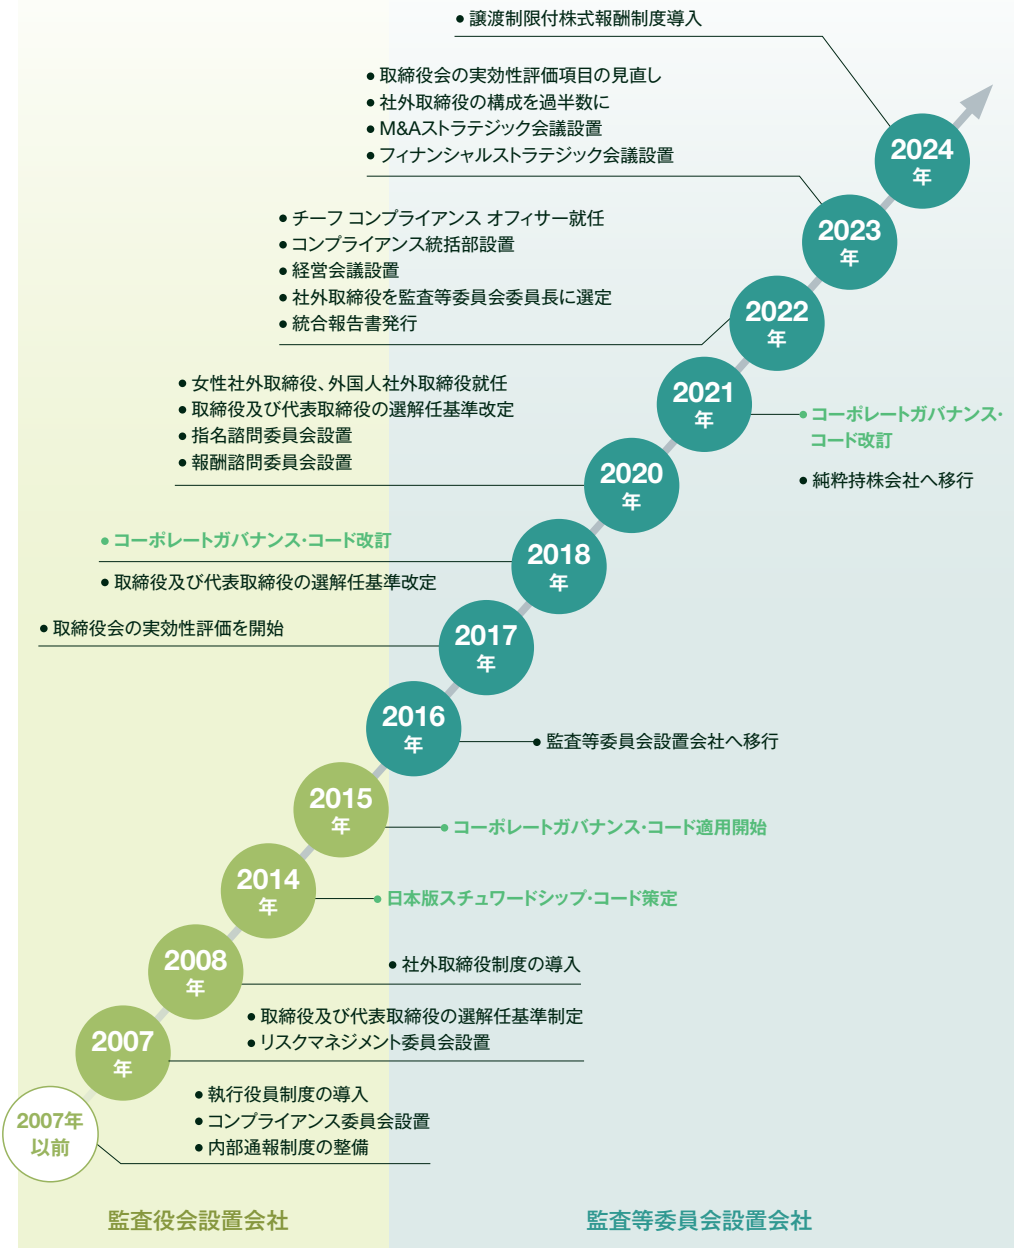 ● 譲渡制限付株式報酬制度導入
2024
年
● 取締役会の実効性評価項目の見直し
● 社外取締役の構成を過半数に
● M&Aストラテジック会議設置
● フィナンシャルストラテジック会議設置
2023
年
● チーフ コンプライアンス オフィサー就任
● コンプライアンス統括部設置
● 経営会議設置
● 社外取締役を監査等委員会委員長に選定
● 統合報告書発行
2022
年
2021
年
● コーポレートガバナンス・
コード改訂
● 純粋持株会社へ移行
● 女性社外取締役、外国人社外取締役就任
● 取締役及び代表取締役の選解任基準改定
● 指名諮問委員会設置
● 報酬諮問委員会設置
2020
年
● コーポレートガバナンス・コード改訂
● 取締役及び代表取締役の選解任基準改定
2018
年
● 取締役会の実効性評価を開始
2017
年
2016
年
● 監査等委員会設置会社へ移行
2015
年
● コーポレートガバナンス・コード適用開始
2014
年
● 日本版スチュワードシップ・コード策定
2008
年
● 社外取締役制度の導入
2007
年
● 取締役及び代表取締役の選解任基準制定
● リスクマネジメント委員会設置
2007年
以前
● 執行役員制度の導入
● コンプライアンス委員会設置
● 内部通報制度の整備
監査役会設置会社
監査等委員会設置会社